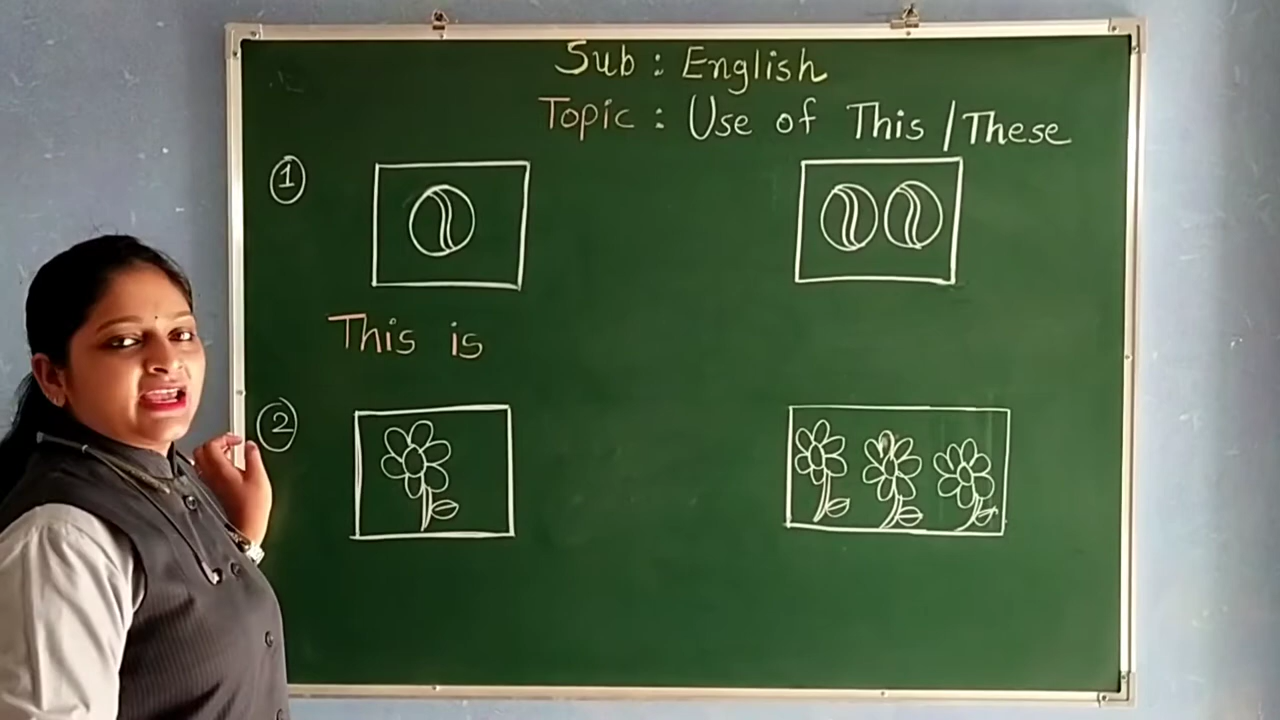 Sub : English
Topic : Use of This / These
1
This is
2